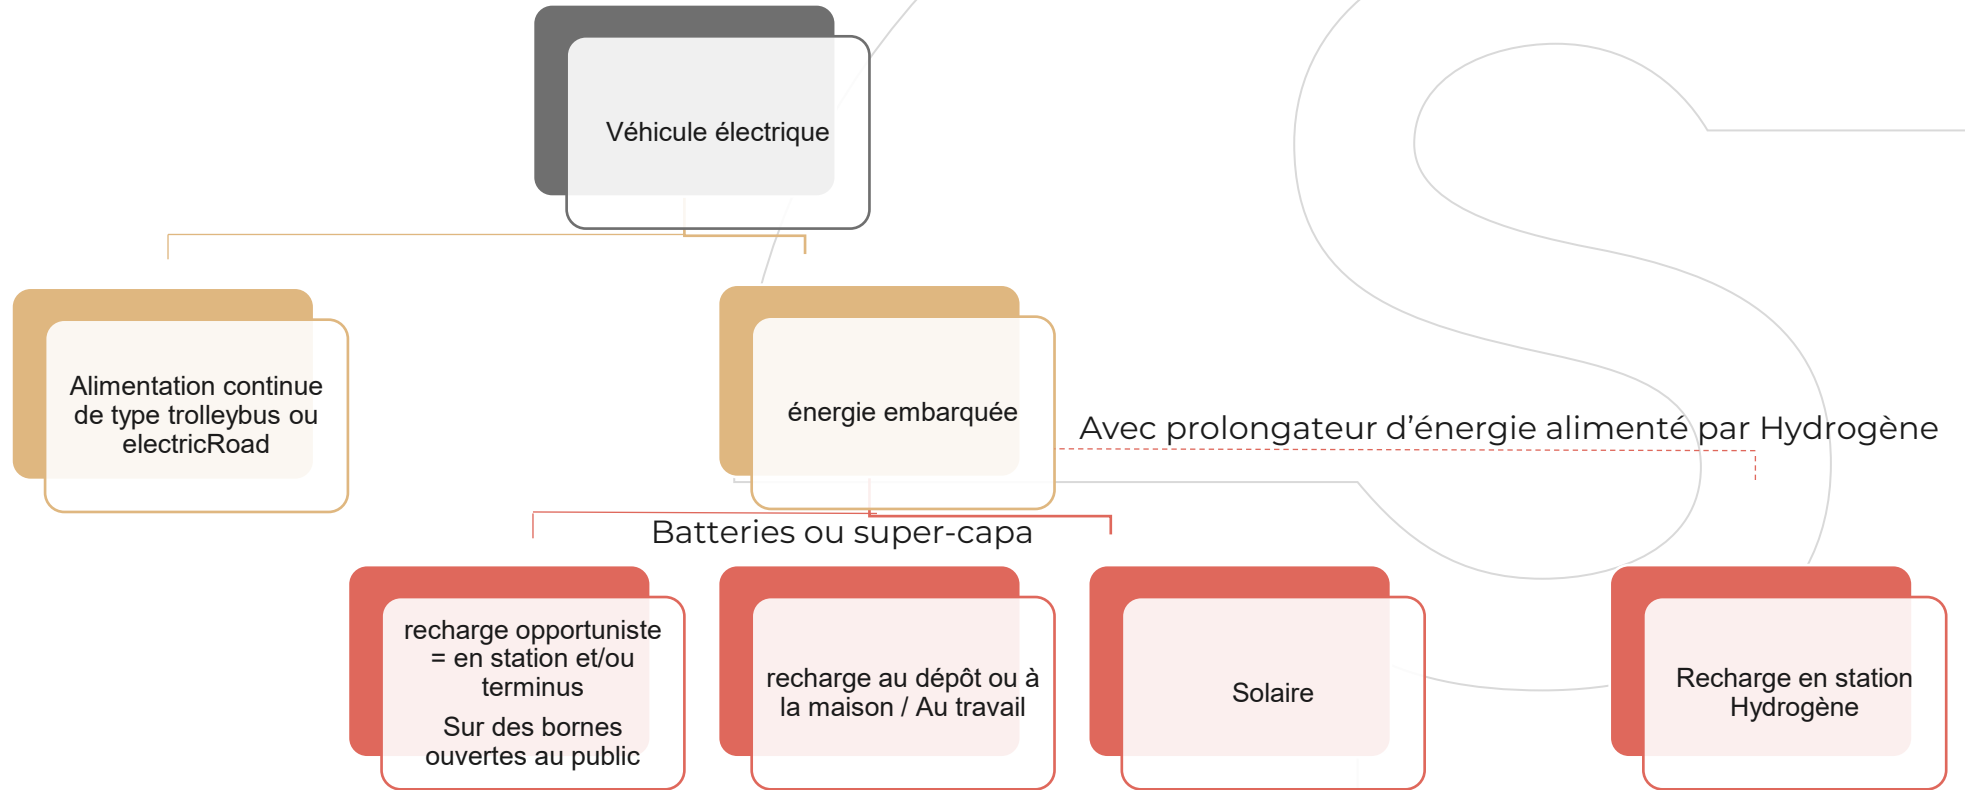 Véhicule électrique
Alimentation continue
de type trolleybus ou
electricRoad
énergie embarquée
Avec prolongateur d’énergie alimenté par Hydrogène
Batteries ou super-capa
recharge opportuniste
= en station et/ou
terminus
Sur des bornes
ouvertes au public
recharge au dépôt ou à
la maison / Au travail
Solaire
Recharge en station
Hydrogène